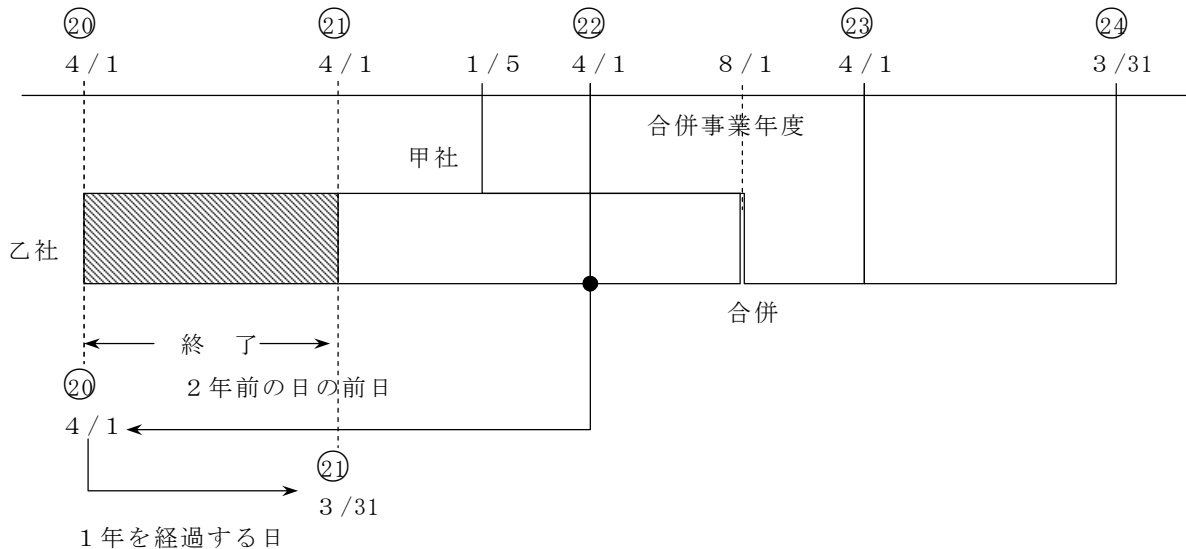 ⑳ ㉑ ㉒ ㉓ ㉔
4/1 4/1 1/5 4/1 8/1 4/1 3/31
合併事業年度
甲社
乙社
合併
終 了
⑳ 2年前の日の前日
4/1
㉑
3/31
1年を経過する日